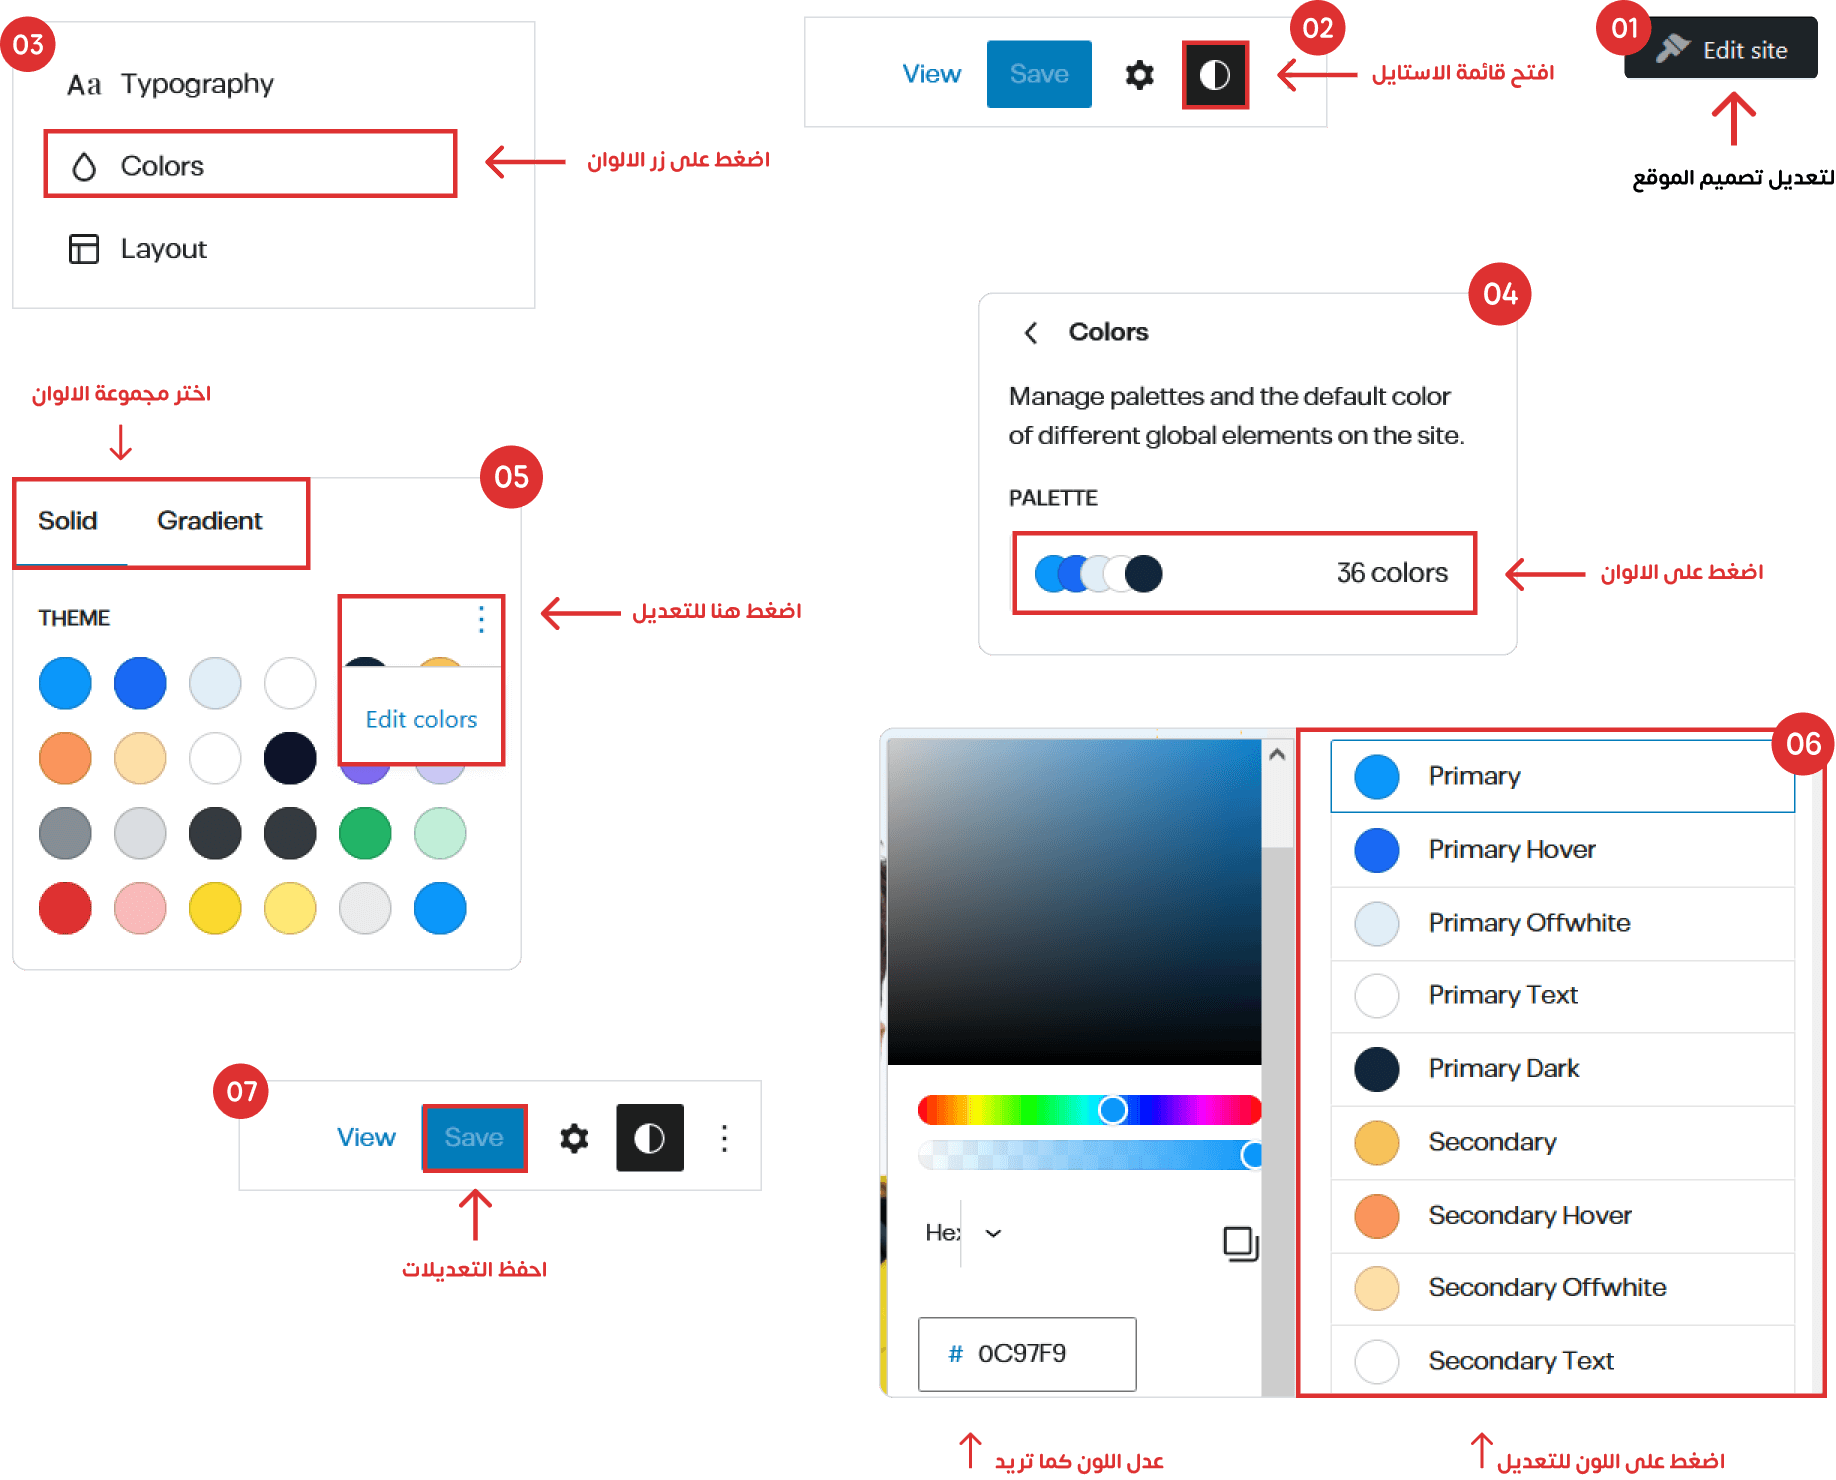 01
Edit site
لتعديل تصميم الموقع
02
View
Save
افتح قائمة الاستايل
03
Aa Typography
Colors
Layout
اضغط على زر الالوان
04
Colors
Manage palettes and the default color
of different global elements on the site.
PALETTE
36 colors
اضغط على الالوان
اختر مجموعة الالوان
05
Solid
Gradient
THEME
Edit colors
اضغط هنا للتعديل
06
Primary
Primary Hover
Primary Offwhite
Primary Text
Primary Dark
Secondary
Secondary Hover
Secondary Offwhite
Secondary Text
اضغط على اللون للتعديل
Hex
# 0C97F9
عدل اللون كما تريد
07
View
Save
احفظ التعديلات